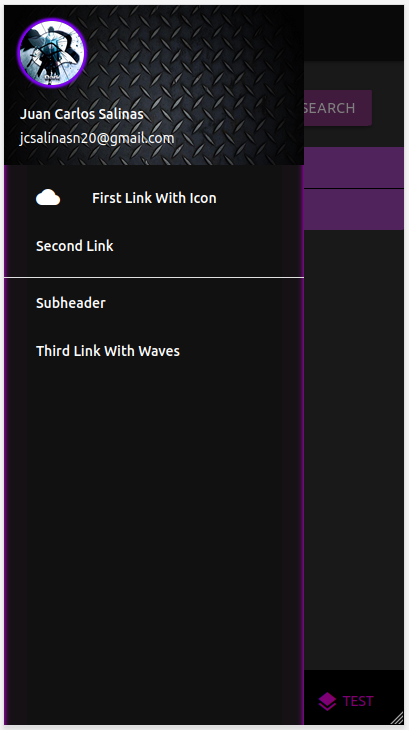 Juan Carlos Salinas
jcsalinasn20@gmail.com
SEARCH
First Link With Icon
Second Link
Subheader
Third Link With Waves
TEST